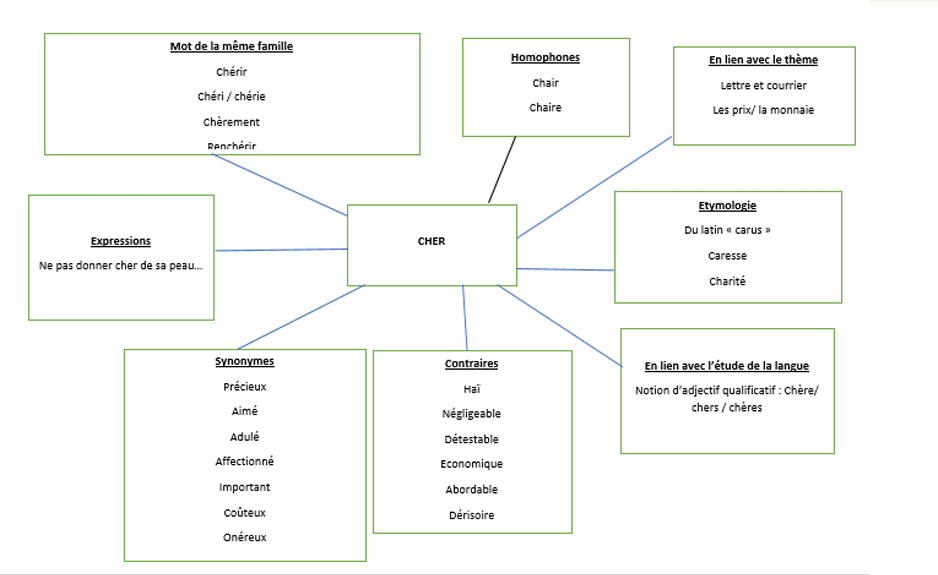 Mot de la même famille
Chérir
Chéri / chérie
Chèrement
Renchérir
Homophones
Chair
Chaire
En lien avec le thème
Lettre et courrier
Les prix/ la monnaie
Expressions
Ne pas donner cher de sa peau…
CHER
Etymologie
Du latin « carus »
Caresse
Charité
Synonymes
Précieux
Aimé
Adulé
Affectionné
Important
Coûteux
Onéreux
Contraires
Haï
Négligeable
Détestable
Economique
Abordable
Dérisoire
En lien avec l’étude de la langue
Notion d’adjectif qualificatif : Chère/
chers / chères